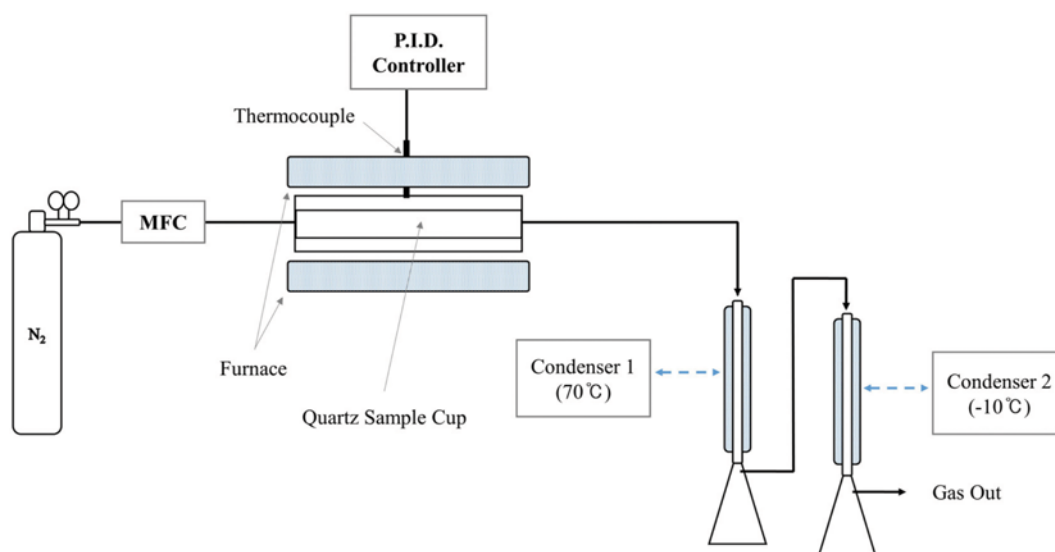 P.I.D.
Controller
Thermocouple
MFC
N₂
Furnace
Quartz Sample Cup
Condenser 1
(70℃)
Condenser 2
(-10℃)
Gas Out